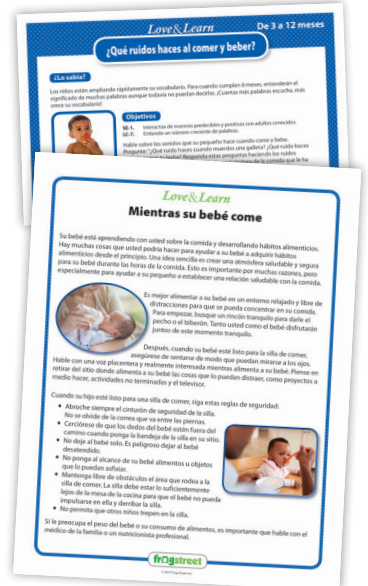 Love & Learn
De 3 a 12 meses
¿Qué ruidos haces al comer y beber?
¿Lo sabía?
Los niños están ampliando rápidamente su vocabulario. Para cuando cumplen 8 meses, entenderán el
significado de muchas palabras aunque todavía no puedan decirlas. ¡Cuantas más palabras escucha, más
crece su vocabulario!
Objetivos
SE-1. Interactúa de maneras predecibles y positivas con adultos conocidos.
LC-7. Entiende un número creciente de palabras.
Hable sobre los sonidos que su pequeño hace cuando come y bebe.
Pregunte: "¿Qué ruido haces cuando muerdes una galleta? ¿Qué ruido haces
Responda estas preguntas haciendo los ruidos
Love & Learn
Mientras su bebé come
Su bebé está aprendiendo con usted sobre la comida y desarrollando hábitos alimenticios.
Hay muchas cosas que usted podría hacer para ayudar a su bebé a adquirir hábitos
alimenticios desde el principio. Una idea sencilla es crear una atmósfera saludable y segura
para su bebé durante las horas de la comida. Esto es importante por muchas razones, pero
especialmente para ayudar a su pequeño a establecer una relación saludable con la comida.
Es mejor alimentar a su bebé en un entorno relajado y libre de
distracciones para que se pueda concentrar en su comida.
Para empezar, busque un rincón tranquilo para darle el
pecho o el biberón. Tanto usted como el bebé disfrutarán
juntos de este momento tranquilo.
Después, cuando su bebé esté listo para la silla de comer,
asegúrese de sentarse de modo que puedan mirarse a los ojos.
Hable con una voz placentera y realmente interesada mientras alimenta a su bebé. Piense en
retirar del sitio donde alimenta a su bebé las cosas que lo puedan distraer, como proyectos a
medio hacer, actividades no terminadas y el televisor.
Cuando su hijo esté listo para una silla de comer, siga estas reglas de seguridad:
• Abroche siempre el cinturón de seguridad de la silla.
No se olvide de la correa que va entre las piernas.
• Cerciórese de que los dedos del bebé estén fuera del
camino cuando ponga la bandeja de la silla en su sitio.
• No deje al bebé solo. Es peligroso dejar al bebé
desatendido.
• No ponga al alcance de su bebé alimentos u objetos
que lo puedan asfixiar.
• Mantenga libre de obstáculos el área que rodea a la
silla de comer. La silla debe estar lo suficientemente
lejos de la mesa de la cocina para que el bebé no pueda
impulsarse en ella y derribar la silla.
• No permita que otros niños trepen en la silla.
Si le preocupa el peso del bebé o su consumo de alimentos, es importante que hable con el
médico de la familia o un nutricionista profesional.
frogstreet